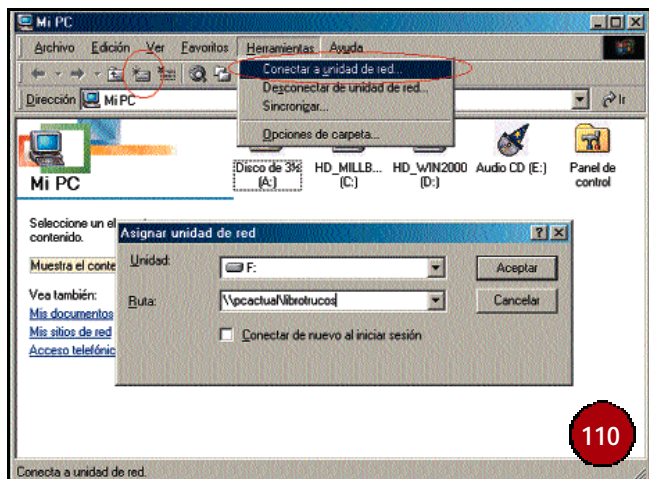 Mi PC
Archivo Edición Ver Favoritos Herramientas Ayuda
Conectar a unidad de red...
Desconectar de unidad de red...
Sincronizar...
Opciones de carpeta...
Dirección Mi PC
Ir
Mi PC
Disco de 3½ (A:)
HD_MILLB... (C:)
HD_WIN2000 (D:)
Audio CD (E:)
Panel de control
Seleccione un
contenido.
Muestra el conte
Vea también:
Mis documentos
Mis sitios de red
Acceso telefónic
Asignar unidad de red
Unidad:
F:
Aceptar
Ruta:
\\pcactual\librotrucos
Cancelar
Conectar de nuevo al iniciar sesión
110
Conecta a unidad de red.